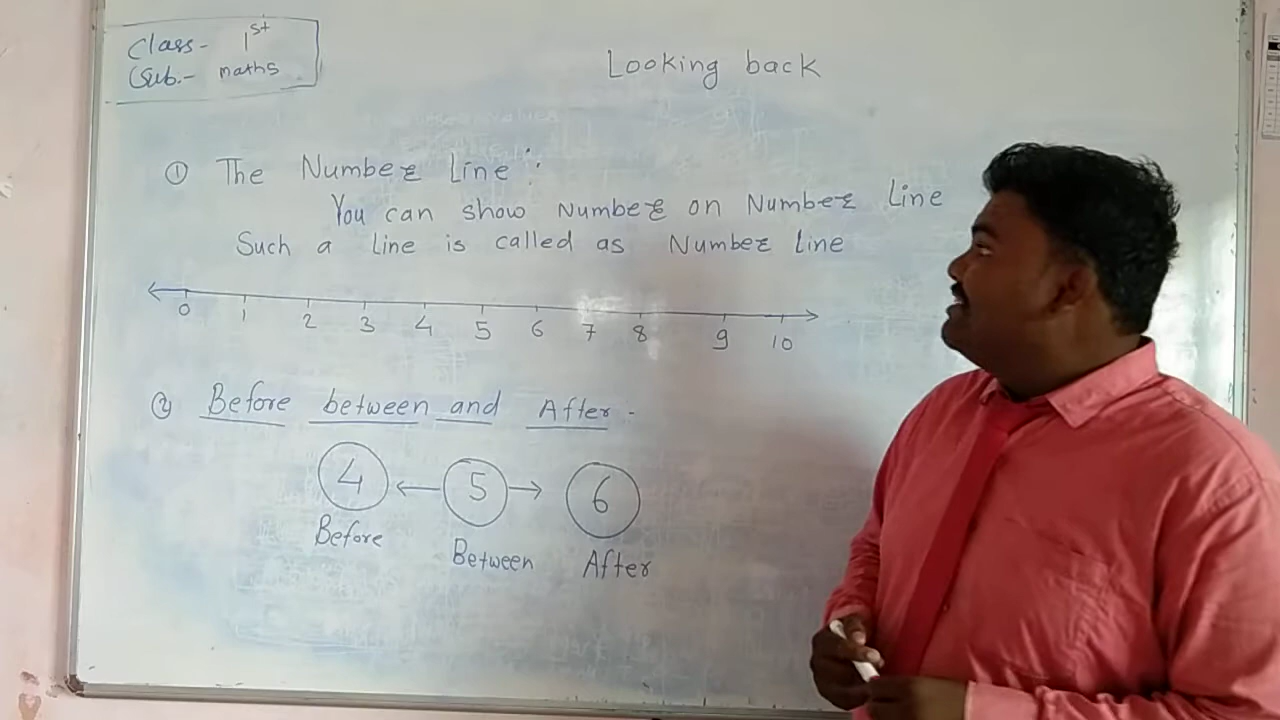 Class- 1st
Sub.- maths
Looking back
① The Number Line :
You can show Number on Number Line
Such a Line is called as Number line
0 1 2 3 4 5 6 7 8 9 10
② Before between and After -
4 5 6
Before Between After